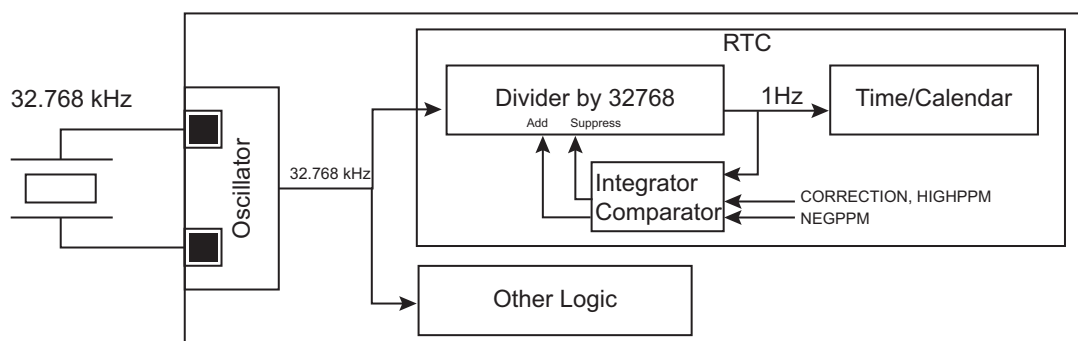 RTC
32.768 kHz
Divider by 32768
Add Suppress
1Hz
Time/Calendar
Oscillator
32.768 kHz
Integrator
Comparator
CORRECTION, HIGHPPM
NEGPPM
Other Logic